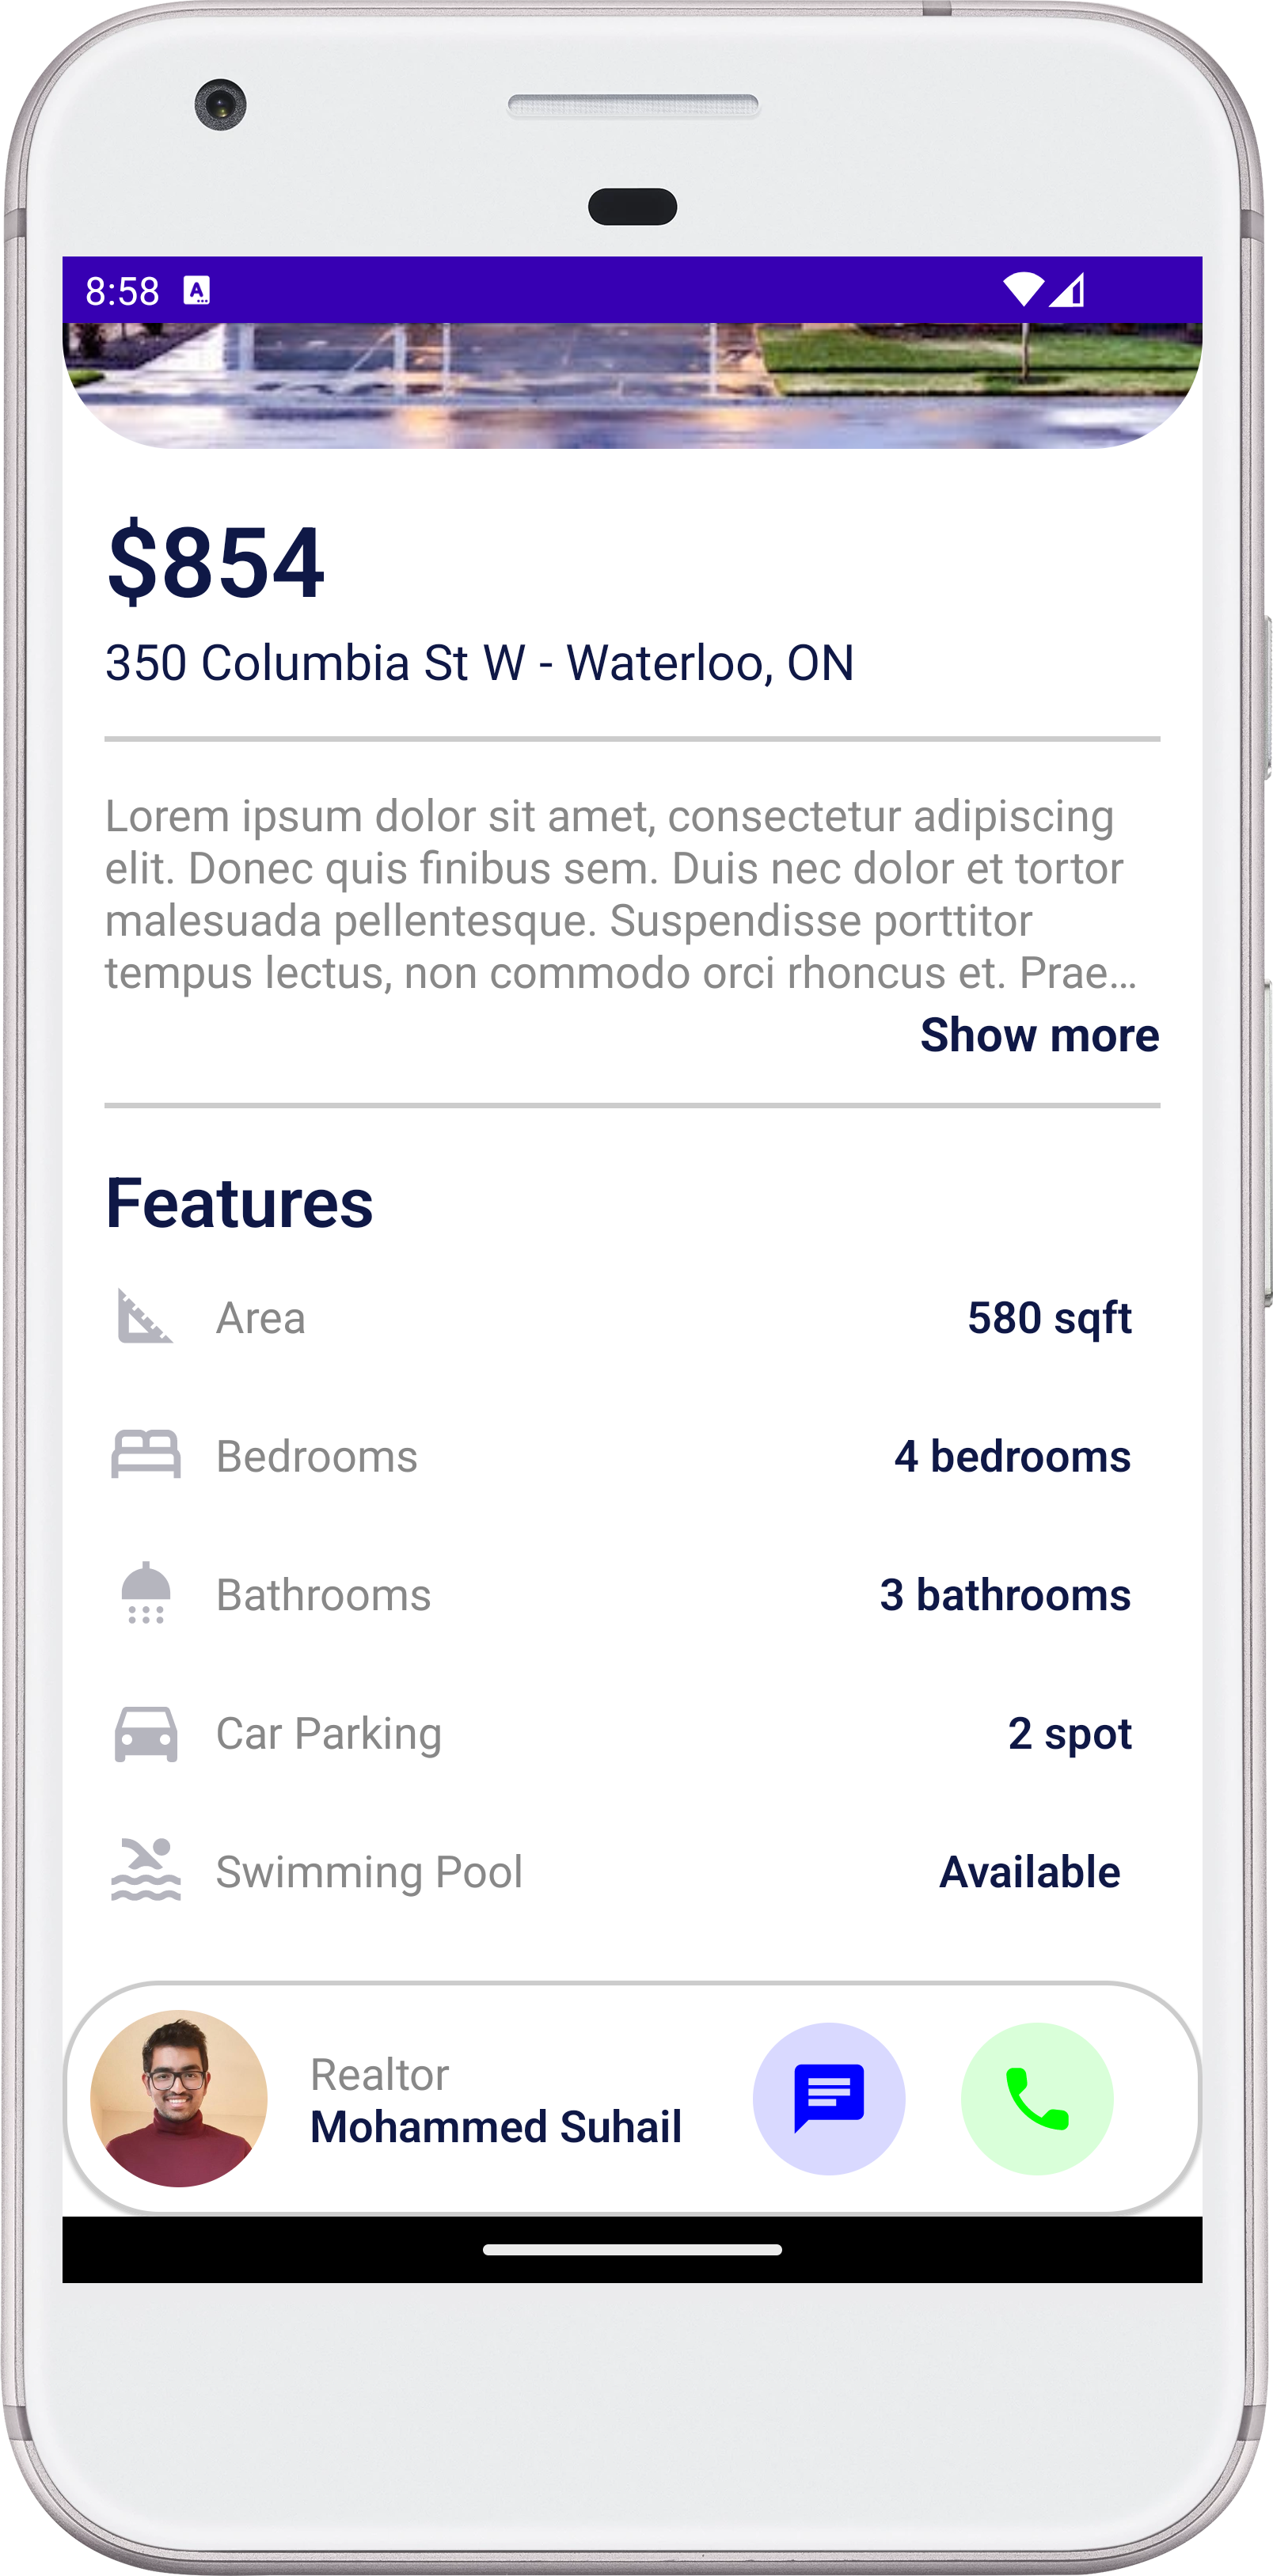 8:58
$854
350 Columbia St W - Waterloo, ON
Lorem ipsum dolor sit amet, consectetur adipiscing
elit. Donec quis finibus sem. Duis nec dolor et tortor
malesuada pellentesque. Suspendisse porttitor
tempus lectus, non commodo orci rhoncus et. Prae...
Show more
Features
Area 580 sqft
Bedrooms 4 bedrooms
Bathrooms 3 bathrooms
Car Parking 2 spot
Swimming Pool Available
Realtor
Mohammed Suhail